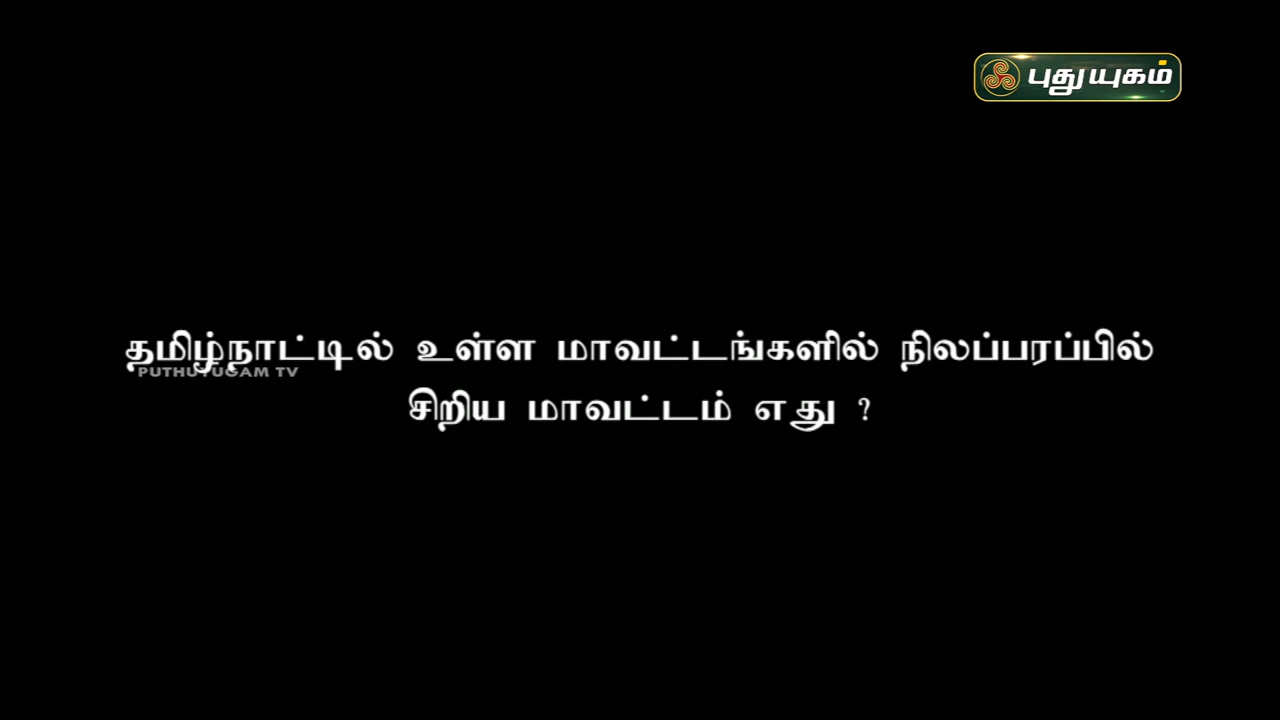 புதுயுகம்
தமிழ்நாட்டில் உள்ள மாவட்டங்களில் நிலப்பரப்பில்
PUTHUYUGAM TV
சிறிய மாவட்டம் எது ?